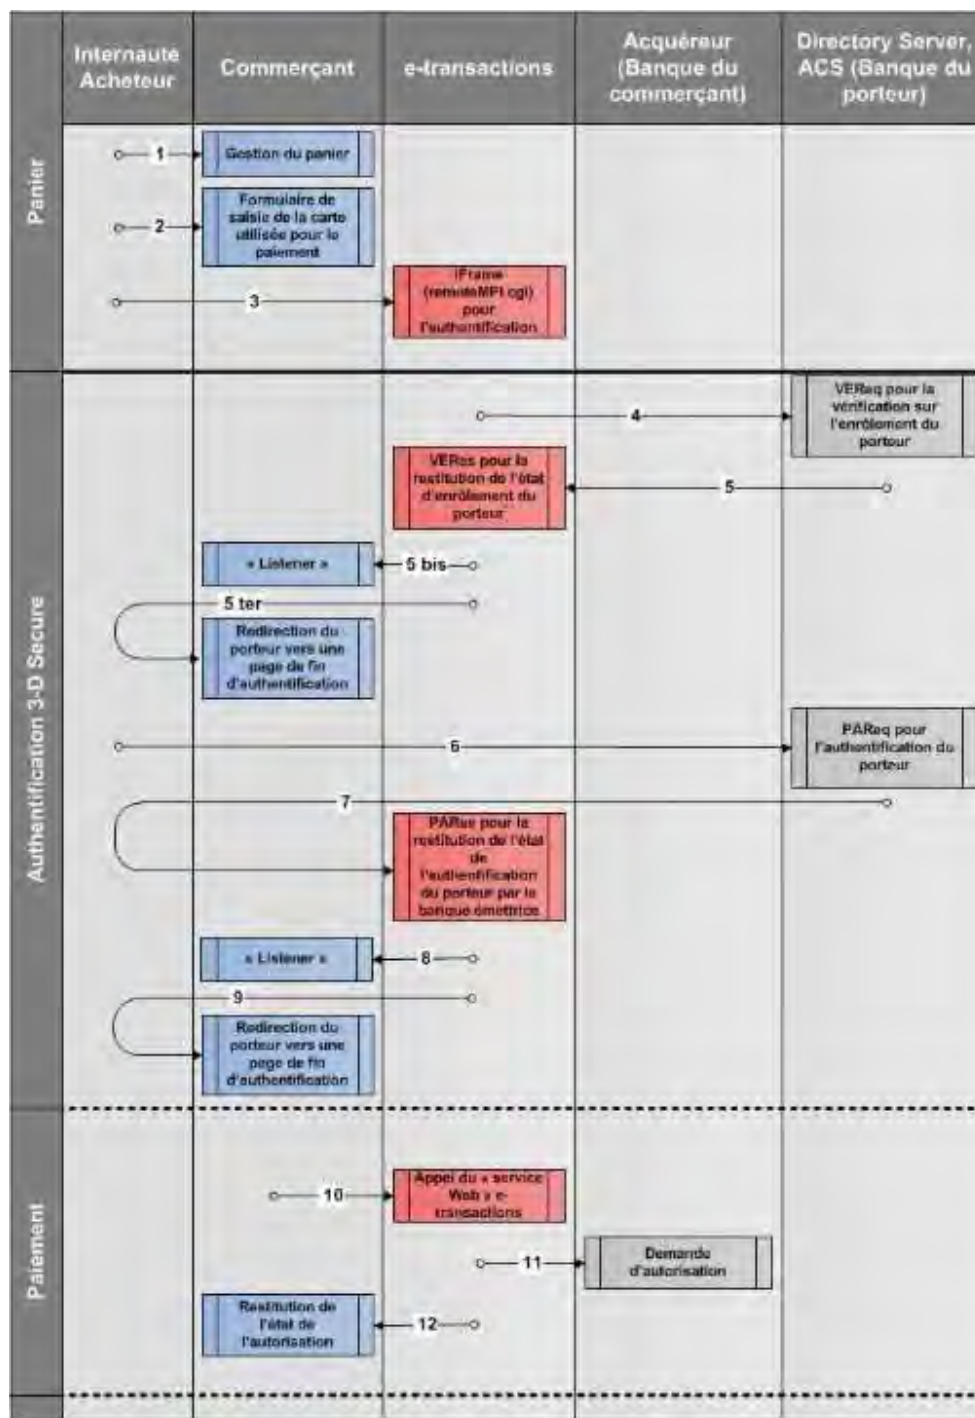 Internaute
Acheteur
Commerçant
e-transactions
Acquéreur
(Banque du
commerçant)
Directory Server,
ACS (Banque du
porteur)
Panier
1
Gestion du panier
2
Formulaire de
saisie de la carte
utilisée pour le
paiement
3
iFrame
(remoteMPI.cgi)
pour
l'authentification
Authentification 3-D Secure
4
VEReq pour la
vérification sur
l'enrôlement du
porteur
VERes pour la
restitution de l'état
d'enrôlement du
porteur
5
« Listener »
5 bis
5 ter
Redirection du
porteur vers une
page de fin
d'authentification
6
PAReq pour
l'authentification du
porteur
7
PARes pour la
restitution de l'état
de
l'authentification
du porteur par la
banque émettrice
« Listener »
8
9
Redirection du
porteur vers une
page de fin
d'authentification
Paiement
10
Appel du « service
Web » e-
transactions
11
Demande
d'autorisation
Restitution de
l'état de
l'autorisation
12